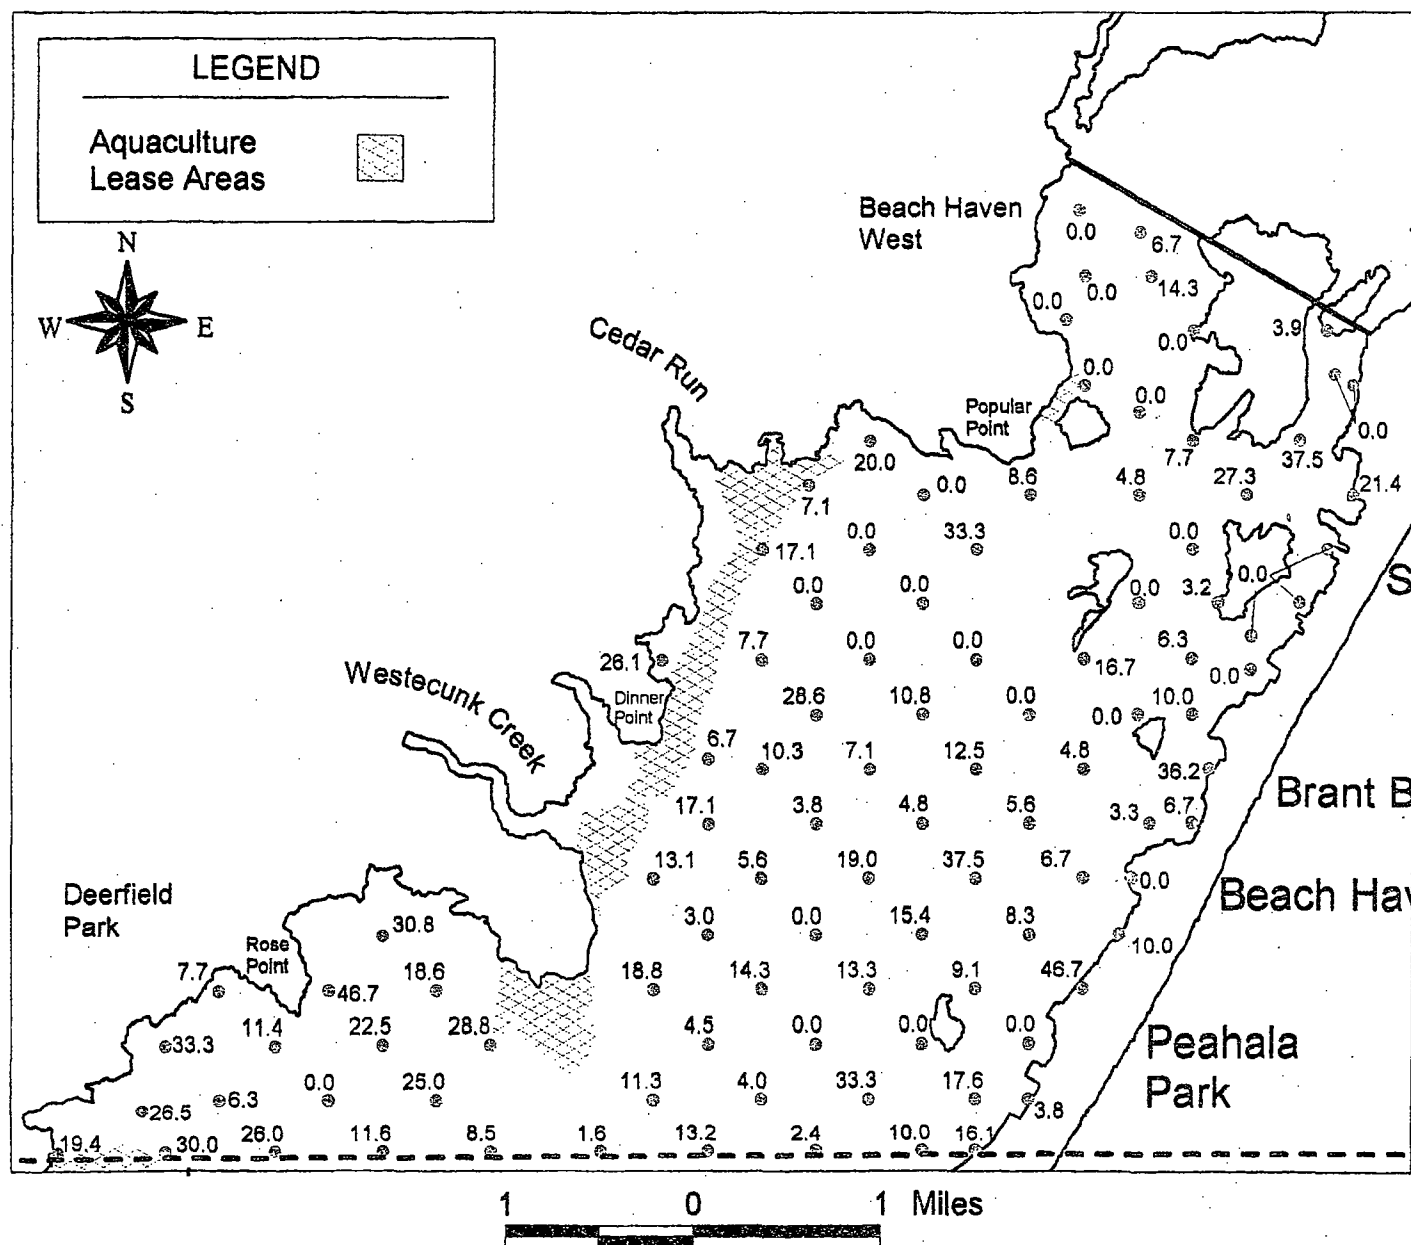 LEGEND
Aquaculture
Lease Areas
N
W E
S
Beach Haven
West
Cedar Run
Popular
Point
Westecunk Creek
Dinner
Point
Deerfield
Park
Rose
Point
Brant B
Beach Hav
Peahala
Park
S
0.0
6.7
0.0 14.3
0.0
0.0 3.9
0.0
0.0
0.0
20.0 7.7 37.5
7.1 0.0 8.6 4.8 27.3 21.4
17.1 0.0 33.3 0.0
0.0 0.0 0.0 3.2 0.0
26.1 7.7 0.0 0.0 16.7 6.3 0.0
28.6 10.8 0.0 0.0 10.0
6.7 10.3 7.1 12.5 4.8 36.2
17.1 3.8 4.8 5.6 3.3 6.7
13.1 5.6 19.0 37.5 6.7 0.0
30.8 3.0 0.0 15.4 8.3 10.0
7.7 46.7 18.6 18.8 14.3 13.3 9.1 46.7
33.3 11.4 22.5 28.8 4.5 0.0 0.0 0.0
26.5 6.3 0.0 25.0 11.3 4.0 33.3 17.6 3.8
19.4 30.0 26.0 11.6 8.5 1.6 13.2 2.4 10.0 16.1
1 0 1 Miles